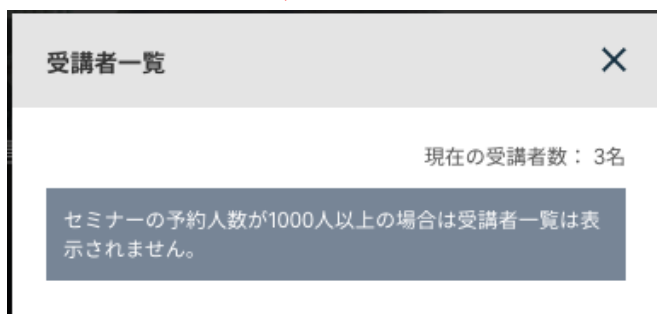 受講者一覧
現在の受講者数： 3名
セミナーの予約人数が1000人以上の場合は受講者一覧は表
示されません。